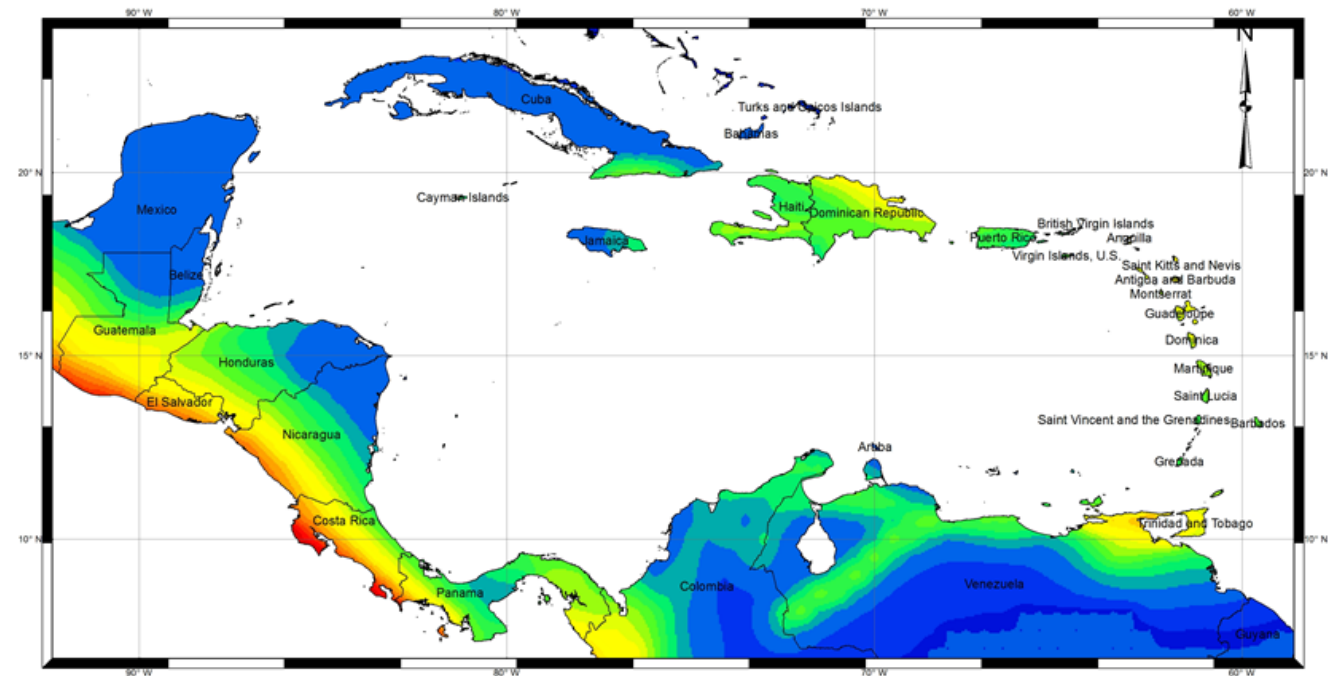 90° W 80° W 70° W 60° W
N
Cuba
Turks and Caicos Islands
Bahamas
20° N 20° N
Cayman Islands
Mexico
Haiti
Dominican Republic
British Virgin Islands
Jamaica
Puerto Rico
Anguilla
Virgin Islands, U.S.
Saint Kitts and Nevis
Belize
Antigua and Barbuda
Montserrat
Guadeloupe
Guatemala
Dominica
15° N 15° N
Honduras
Martinique
El Salvador
Saint Lucia
Saint Vincent and the Grenadines
Barbados
Nicaragua
Aruba
Grenada
Costa Rica
Trinidad and Tobago
10° N 10° N
Panama
Colombia
Venezuela
Guyana
90° W 80° W 70° W 60° W